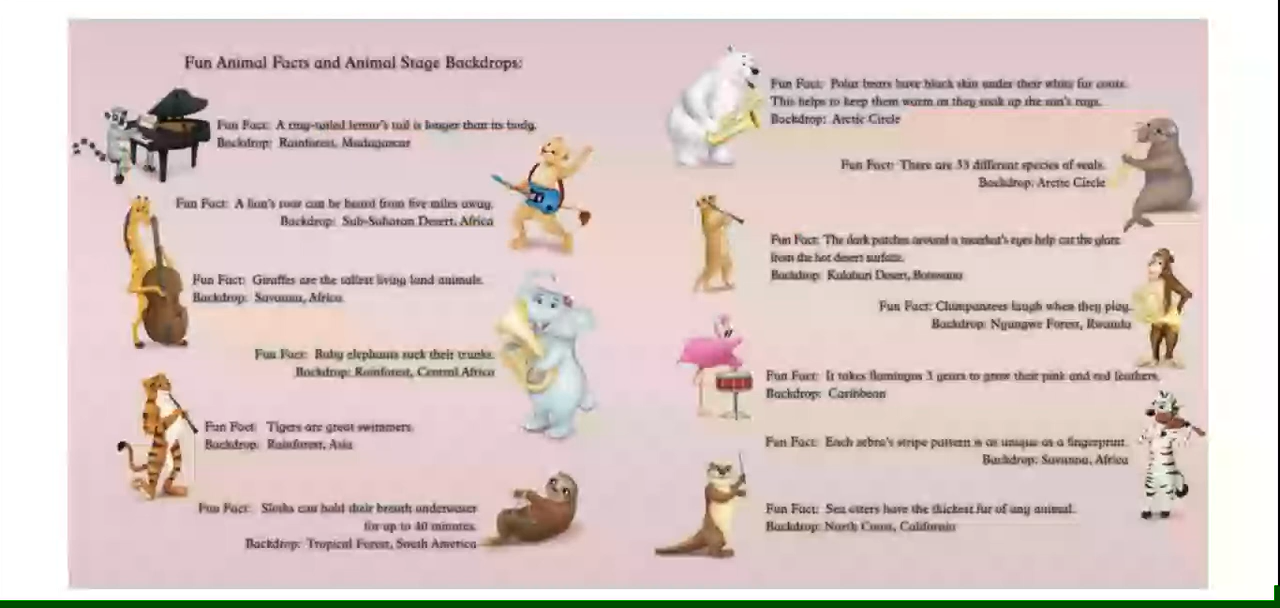 Fun Animal Facts and Animal Stage Backdrops:
Fun Fact: A ring-tailed lemur's tail is longer than its body.
Backdrop: Rainforest, Madagascar
Fun Fact: A lion's roar can be heard from five miles away.
Backdrop: Sub-Saharan Desert, Africa
Fun Fact: Giraffes are the tallest living land animals.
Backdrop: Savanna, Africa
Fun Fact: Baby elephants suck their trunks.
Backdrop: Rainforest, Central Africa
Fun Fact: Tigers are great swimmers.
Backdrop: Rainforest, Asia
Fun Fact: Sloths can hold their breath underwater
for up to 40 minutes.
Backdrop: Tropical Forest, South America
Fun Fact: Polar bears have black skin under their white fur coats.
This helps to keep them warm as they soak up the sun's rays.
Backdrop: Arctic Circle
Fun Fact: There are 33 different species of seals.
Backdrop: Arctic Circle
Fun Fact: The dark patches around a meerkat's eyes help cut the glare
from the hot desert surface.
Backdrop: Kalahari Desert, Botswana
Fun Fact: Chimpanzees laugh when they play.
Backdrop: Nyungwe Forest, Rwanda
Fun Fact: It takes flamingos 3 years to grow their pink and red feathers.
Backdrop: Caribbean
Fun Fact: Each zebra's stripe pattern is as unique as a fingerprint.
Backdrop: Savanna, Africa
Fun Fact: Sea otters have the thickest fur of any animal.
Backdrop: North Coast, California